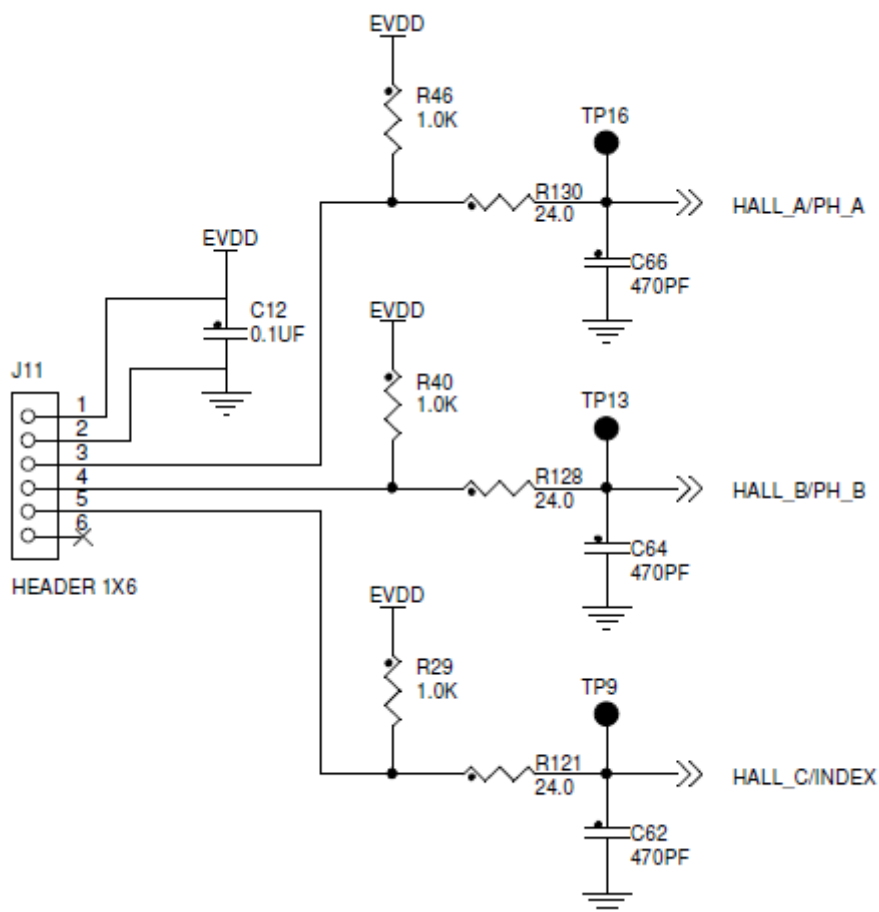 EVDD
R46
1.0K
TP16
R130
24.0
HALL_A/PH_A
C66
470PF
EVDD
C12
0.1UF
EVDD
R40
1.0K
TP13
R128
24.0
HALL_B/PH_B
C64
470PF
J11
1
2
3
4
5
6
HEADER 1X6
EVDD
R29
1.0K
TP9
R121
24.0
HALL_C/INDEX
C62
470PF